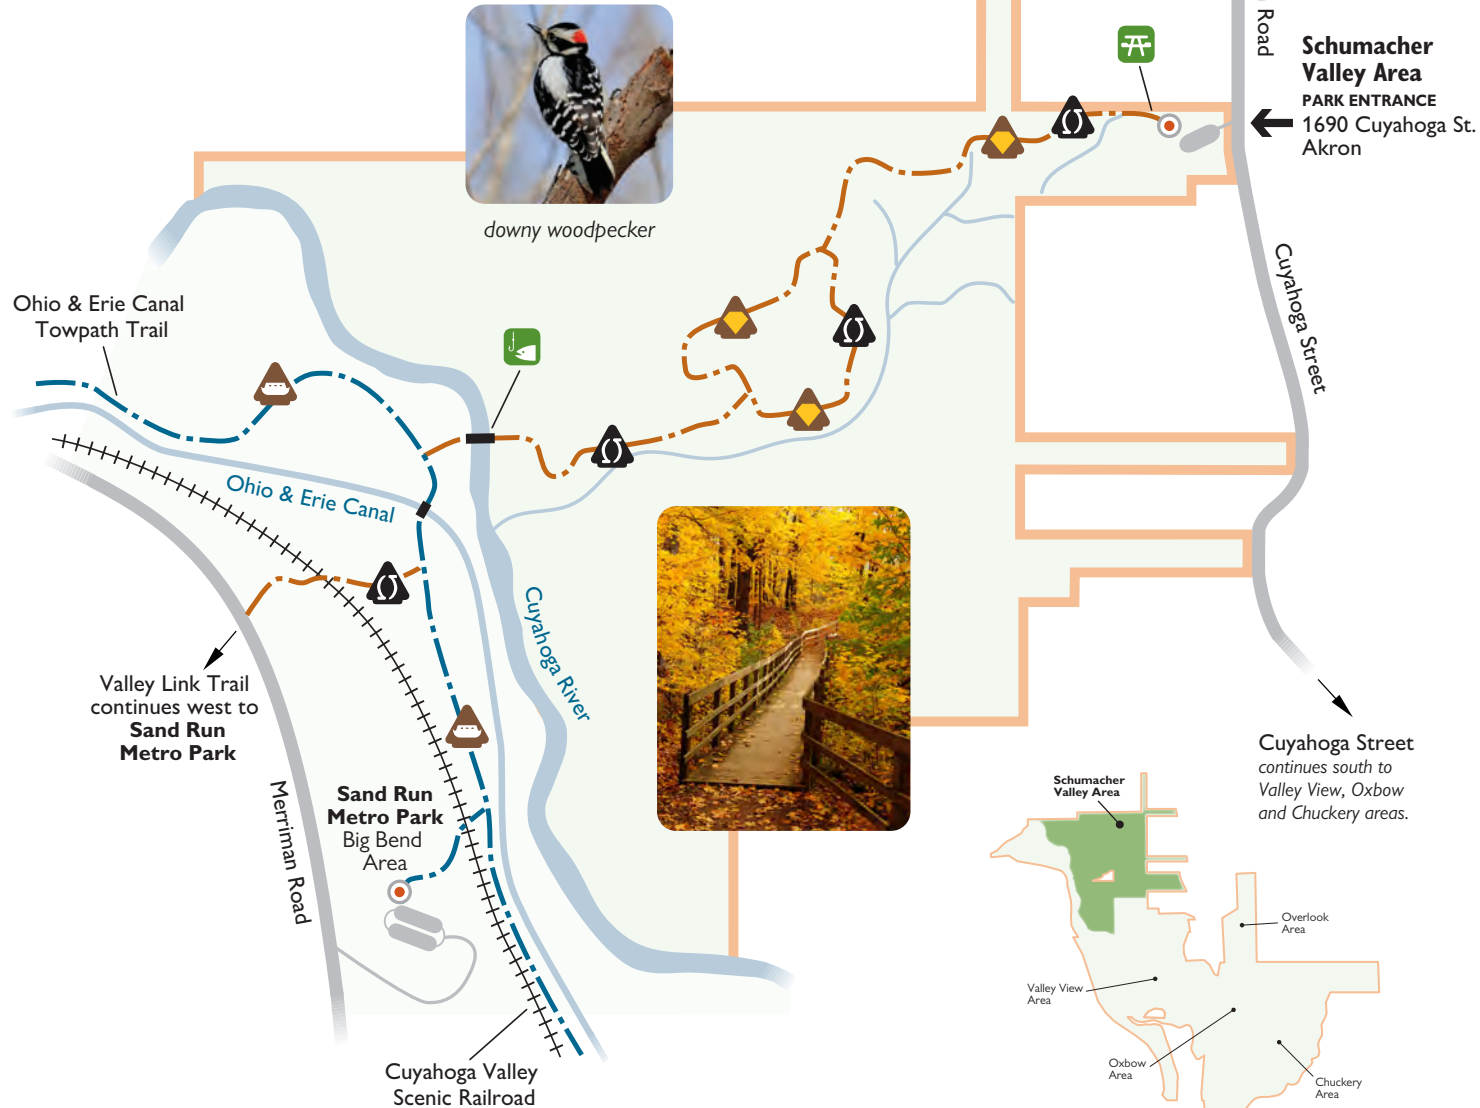 Road
Schumacher
Valley Area
PARK ENTRANCE
1690 Cuyahoga St.
Akron
downy woodpecker
Cuyahoga Street
Ohio & Erie Canal
Towpath Trail
Ohio & Erie Canal
Cuyahoga River
Valley Link Trail
continues west to
Sand Run
Metro Park
Merriman Road
Sand Run
Metro Park
Big Bend
Area
Cuyahoga Valley
Scenic Railroad
Cuyahoga Street
continues south to
Valley View, Oxbow
and Chuckery areas.
Schumacher
Valley Area
Overlook
Area
Valley View
Area
Oxbow
Area
Chuckery
Area